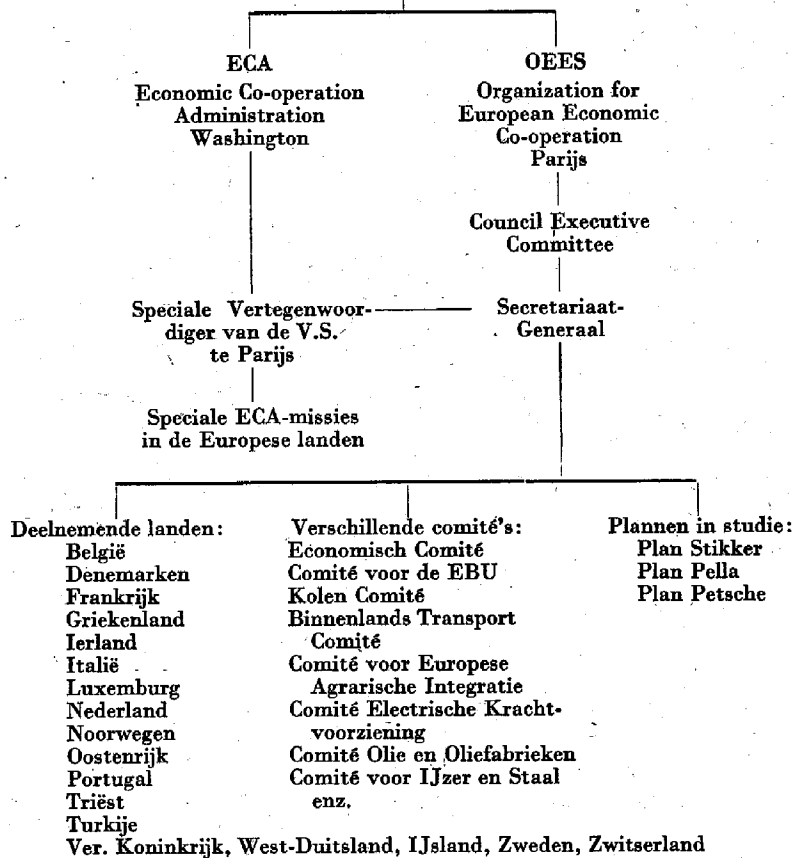 ECA
Economic Co-operation
Administration
Washington
OEES
Organization for
European Economic
Co-operation
Parijs
Council Executive
Committee
Speciale Vertegenwoor-
diger van de V.S.
te Parijs
Secretariaat-
Generaal
Speciale ECA-missies
in de Europese landen
Deelnemende landen:
België
Denemarken
Frankrijk
Griekenland
Ierland
Italië
Luxemburg
Nederland
Noorwegen
Oostenrijk
Portugal
Triëst
Turkije
Ver. Koninkrijk, West-Duitsland, IJsland, Zweden, Zwitserland
Verschillende comité's:
Economisch Comité
Comité voor de EBU
Kolen Comité
Binnenlands Transport
Comité
Comité voor Europese
Agrarische Integratie
Comité Electrische Kracht-
voorziening
Comité Olie en Oliefabrieken
Comité voor IJzer en Staal
enz.
Plannen in studie:
Plan Stikker
Plan Pella
Plan Petsche